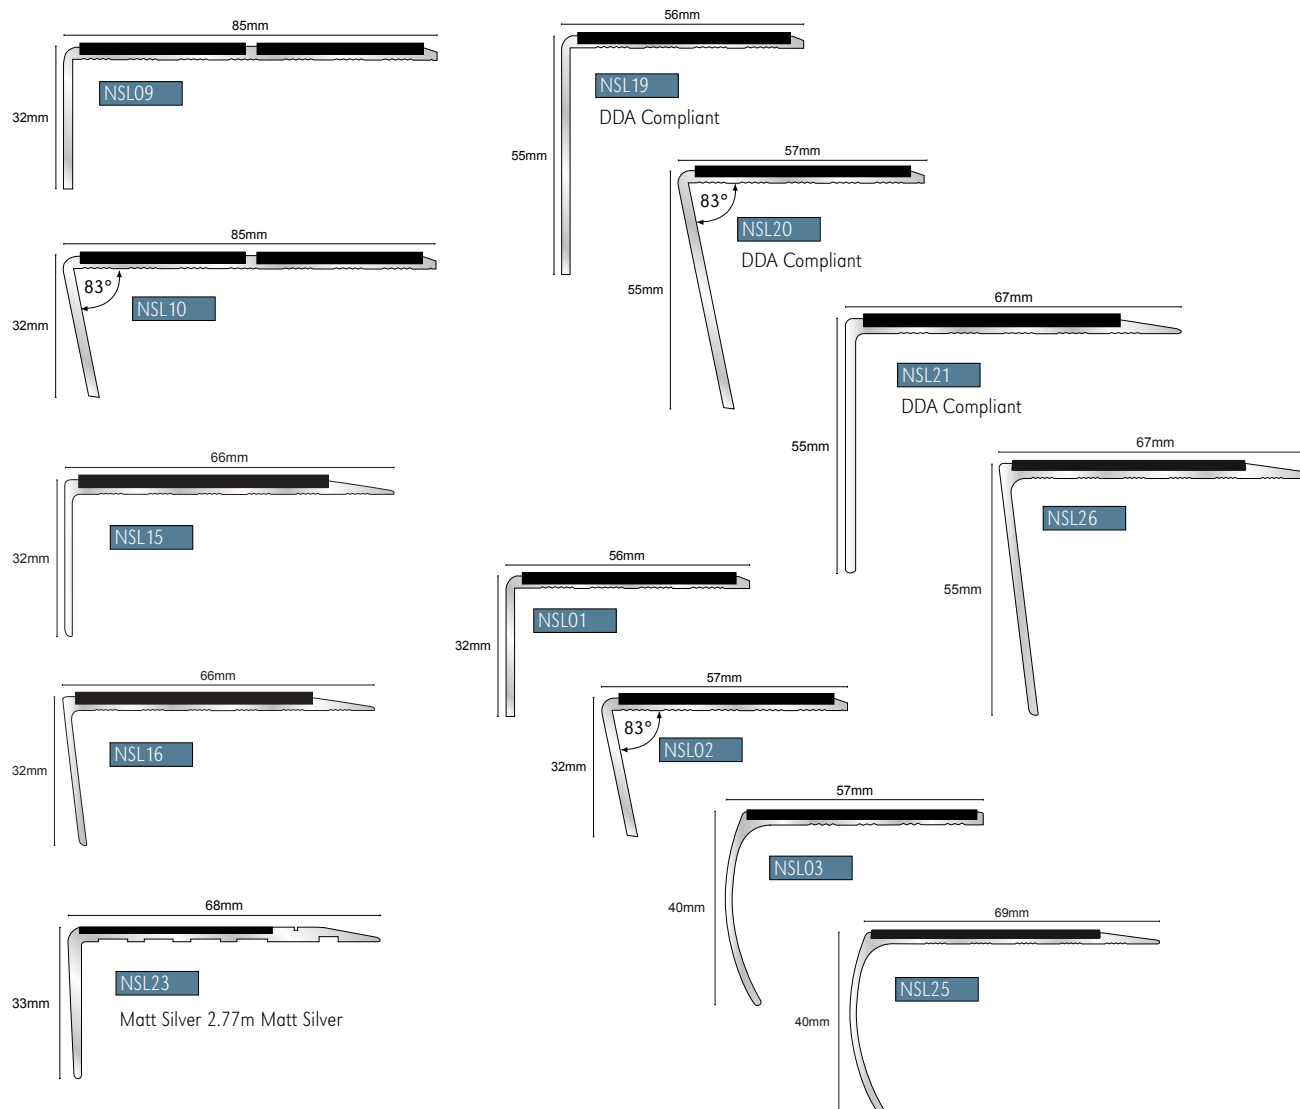 85mm
32mm
NSL09
85mm
83°
32mm
NSL10
66mm
32mm
NSL15
66mm
32mm
NSL16
68mm
33mm
NSL23
Matt Silver 2.77m Matt Silver
56mm
NSL19
DDA Compliant
55mm
57mm
83°
NSL20
DDA Compliant
55mm
67mm
NSL21
DDA Compliant
55mm
67mm
NSL26
55mm
56mm
NSL01
32mm
57mm
83°
NSL02
32mm
57mm
NSL03
40mm
69mm
NSL25
40mm